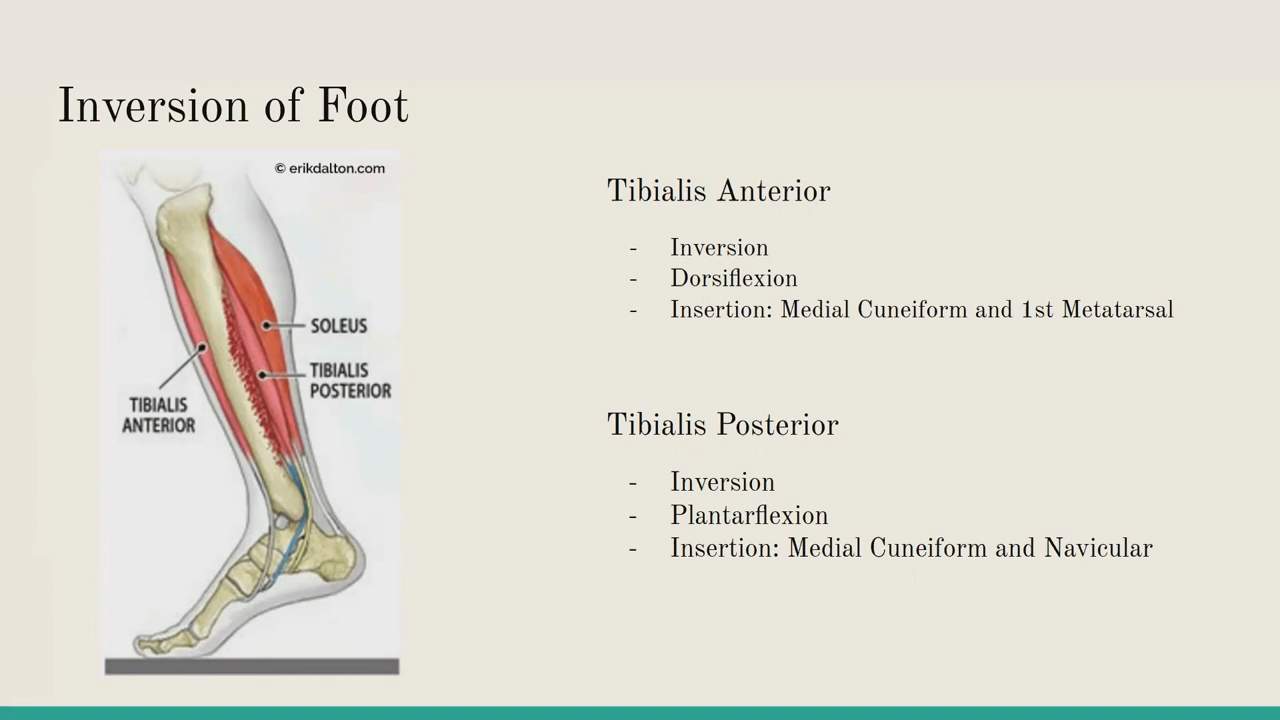 Inversion of Foot
© erikdalton.com
SOLEUS
TIBIALIS
POSTERIOR
TIBIALIS
ANTERIOR
Tibialis Anterior
- Inversion
- Dorsiflexion
- Insertion: Medial Cuneiform and 1st Metatarsal
Tibialis Posterior
- Inversion
- Plantarflexion
- Insertion: Medial Cuneiform and Navicular